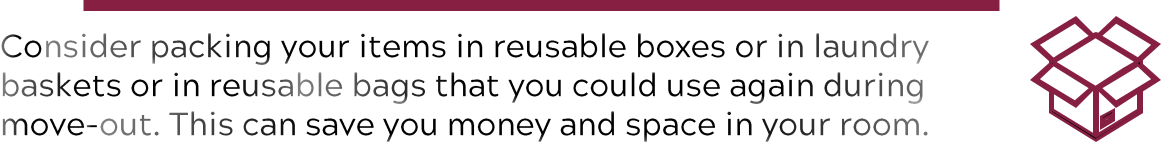 Consider packing your items in reusable boxes or in laundry
baskets or in reusable bags that you could use again during
move-out. This can save you money and space in your room.